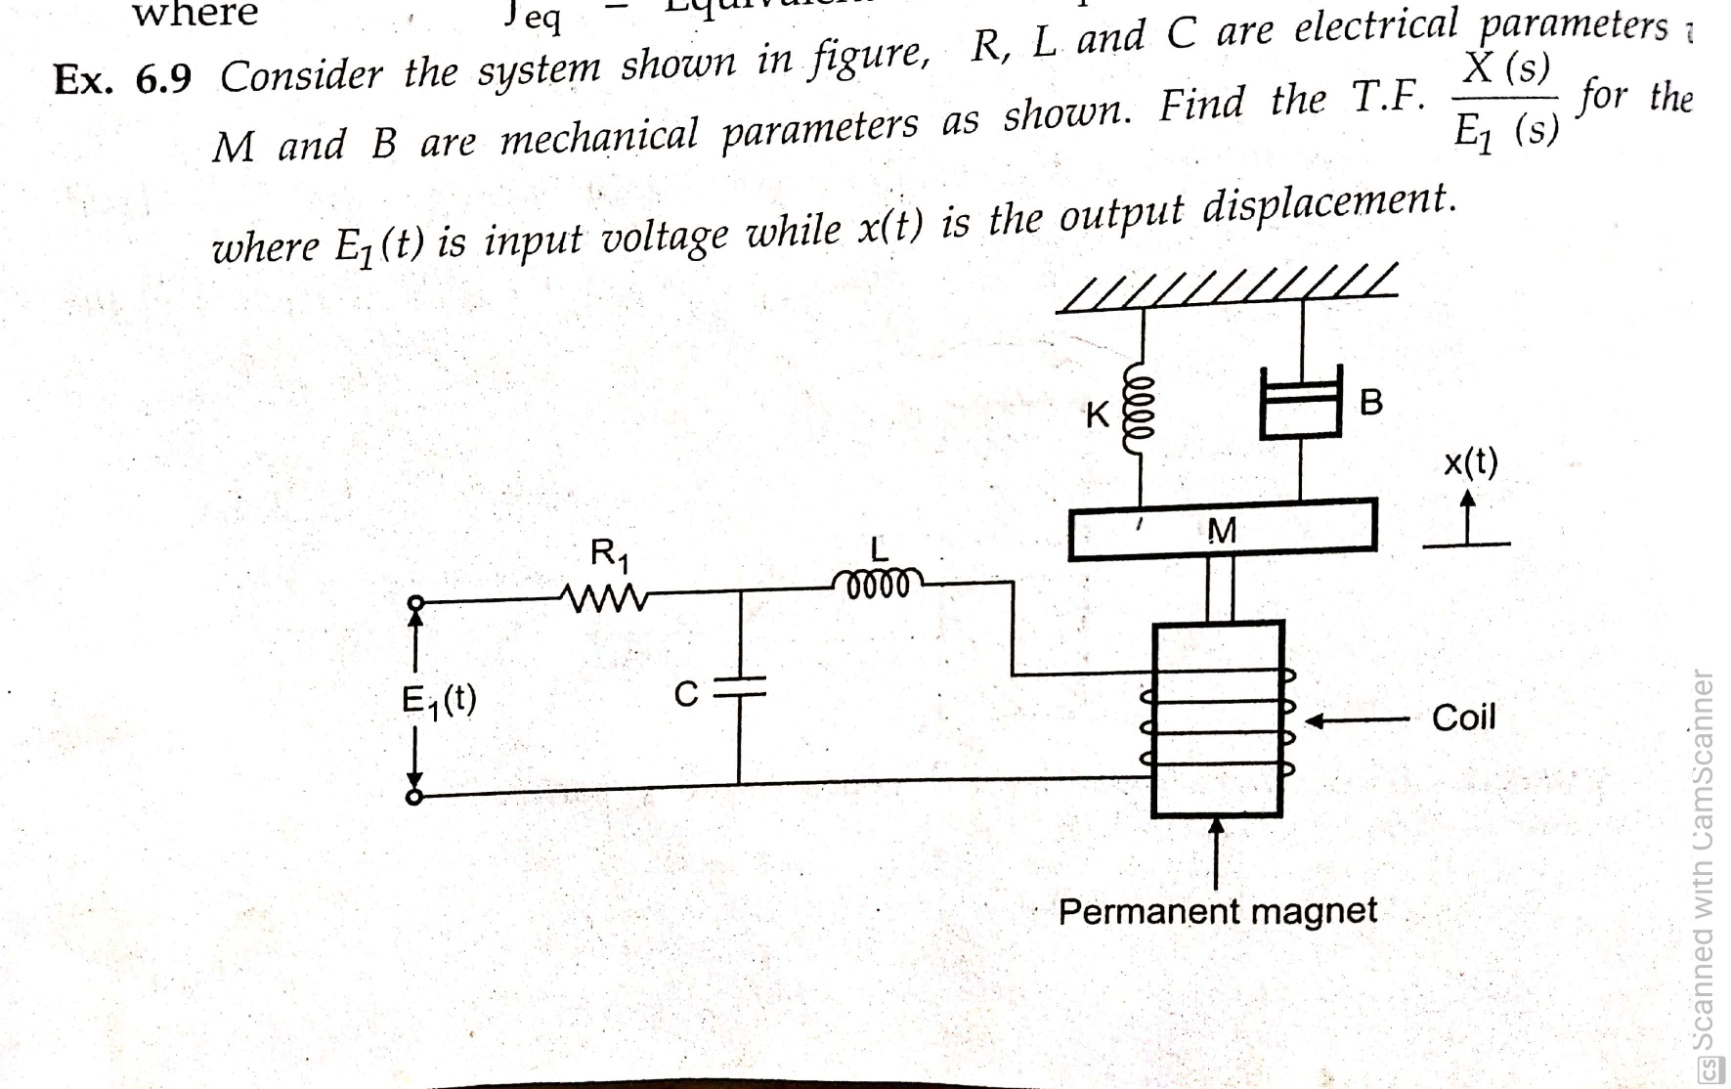 where Jeq =
Ex. 6.9 Consider the system shown in figure, R, L and C are electrical parameters
M and B are mechanical parameters as shown. Find the T.F. X (s) / E1 (s) for the
where E1(t) is input voltage while x(t) is the output displacement.
K
B
x(t)
M
R1
L
E1(t)
C
Coil
Permanent magnet
CS Scanned with CamScanner